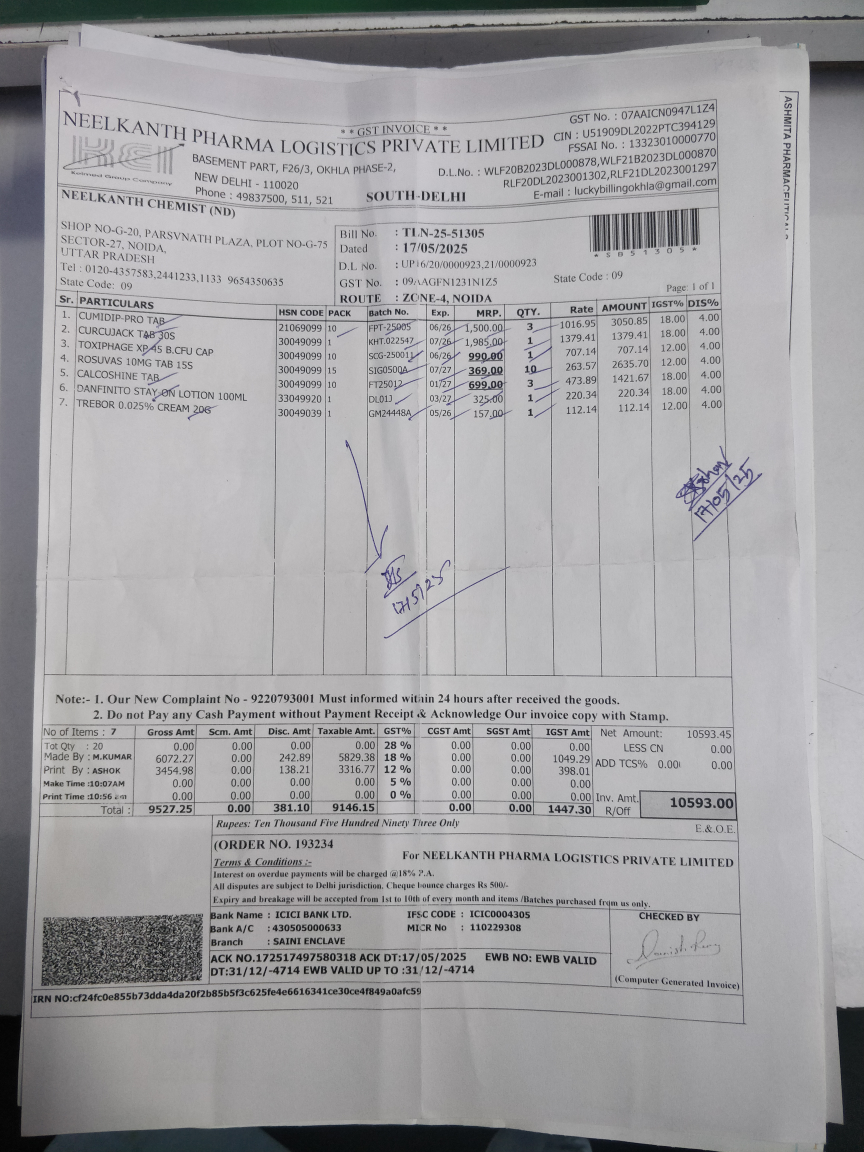 ** GST INVOICE **
NEELKANTH PHARMA LOGISTICS PRIVATE LIMITED
GST No. : 07AAICN0947L1Z4
CIN : U51909DL2022PTC394129
FSSAI No. : 13323010000770
KEI
Keimed Group Company
BASEMENT PART, F26/3, OKHLA PHASE-2,
NEW DELHI - 110020
Phone : 49837500, 511, 521
SOUTH-DELHI
D.L.No. : WLF20B2023DL000878,WLF21B2023DL000870
RLF20DL2023001302,RLF21DL2023001297
E-mail : luckybillingokhla@gmail.com
NEELKANTH CHEMIST (ND)
SHOP NO-G-20, PARSVNATH PLAZA, PLOT NO-G-75
SECTOR-27, NOIDA,
UTTAR PRADESH
Tel : 0120-4357583,2441233,1133 9654350635
State Code: 09
Bill No. : TLN-25-51305
Dated : 17/05/2025
D.L. No. : UP16/20/0000923,21/0000923
GST No. : 09AAGFN1231N1Z5
ROUTE : ZONE-4, NOIDA
*SB51305*
State Code : 09
Page: 1 of 1
Sr. PARTICULARS HSN CODE PACK Batch No. Exp. MRP. QTY. Rate AMOUNT IGST% DIS%
1. CUMIDIP-PRO TAB 21069099 10 FPT-25005 06/26 1,500.00 3 1016.95 3050.85 18.00 4.00
2. CURCUJACK TAB 30S 30049099 1 KHT.022547 07/26 1,985.00 1 1379.41 1379.41 18.00 4.00
3. TOXIPHAGE XP 45 B.CFU CAP 30049099 10 SCG-250011 06/26 990.00 1 707.14 707.14 12.00 4.00
4. ROSUVAS 10MG TAB 15S 30049099 15 SIG0500A 07/27 369.00 10 263.57 2635.70 12.00 4.00
5. CALCOSHINE TAB 30049099 10 FT25012 01/27 699.00 3 473.89 1421.67 18.00 4.00
6. DANFINITO STAY-ON LOTION 100ML 33049920 1 DL01J 03/27 325.00 1 220.34 220.34 18.00 4.00
7. TREBOR 0.025% CREAM 20G 30049039 1 GM24448A 05/26 157.00 1 112.14 112.14 12.00 4.00
17/05/25
17/5/25
Note:- 1. Our New Complaint No - 9220793001 Must informed within 24 hours after received the goods.
2. Do not Pay any Cash Payment without Payment Receipt & Acknowledge Our invoice copy with Stamp.
No of Items : 7 Gross Amt Scm. Amt Disc. Amt Taxable Amt. GST% CGST Amt SGST Amt IGST Amt
Tot Qty : 20 0.00 0.00 0.00 0.00 28 % 0.00 0.00 0.00
Made By : M.KUMAR 6072.27 0.00 242.89 5829.38 18 % 0.00 0.00 1049.29
Print By : ASHOK 3454.98 0.00 138.21 3316.77 12 % 0.00 0.00 398.01
Make Time :10:07AM 0.00 0.00 0.00 0.00 5 % 0.00 0.00 0.00
Print Time :10:56 0.00 0.00 0.00 0.00 0 % 0.00 0.00 0.00
Total : 9527.25 0.00 381.10 9146.15 0.00 0.00 1447.30
Net Amount: 10593.45
LESS CN 0.00
ADD TCS% 0.00 0.00
Inv. Amt. R/Off 10593.00
Rupees: Ten Thousand Five Hundred Ninety Three Only
E.& O.E.
(ORDER NO. 193234
Terms & Conditions :-
For NEELKANTH PHARMA LOGISTICS PRIVATE LIMITED
Interest on overdue payments will be charged @18% P.A.
All disputes are subject to Delhi jurisdiction. Cheque bounce charges Rs 500/-
Expiry and breakage will be accepted from 1st to 10th of every month and items /Batches purchased from us only.
Bank Name : ICICI BANK LTD. IFSC CODE : ICIC0004305
Bank A/C : 430505000633 MICR No : 110229308
Branch : SAINI ENCLAVE
CHECKED BY
ACK NO.172517497580318 ACK DT:17/05/2025 EWB NO: EWB VALID
DT:31/12/-4714 EWB VALID UP TO :31/12/-4714
(Computer Generated Invoice)
IRN NO:cf24fc0e855b73dda4da20f2b85b5f3c625fe4e6616341ce30ce4f849a0afc59